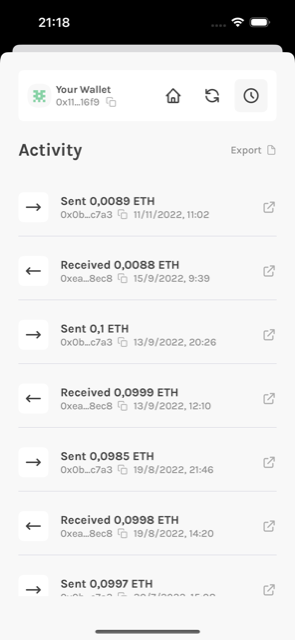 21:18
Your Wallet
0x11...16f9
Activity
Export
Sent 0,0089 ETH
0x0b...c7a3 11/11/2022, 11:02
Received 0,0088 ETH
0xea...8ec8 15/9/2022, 9:39
Sent 0,1 ETH
0x0b...c7a3 13/9/2022, 20:26
Received 0,0999 ETH
0xea...8ec8 13/9/2022, 12:10
Sent 0,0985 ETH
0x0b...c7a3 19/8/2022, 21:46
Received 0,0998 ETH
0xea...8ec8 19/8/2022, 14:20
Sent 0,0997 ETH